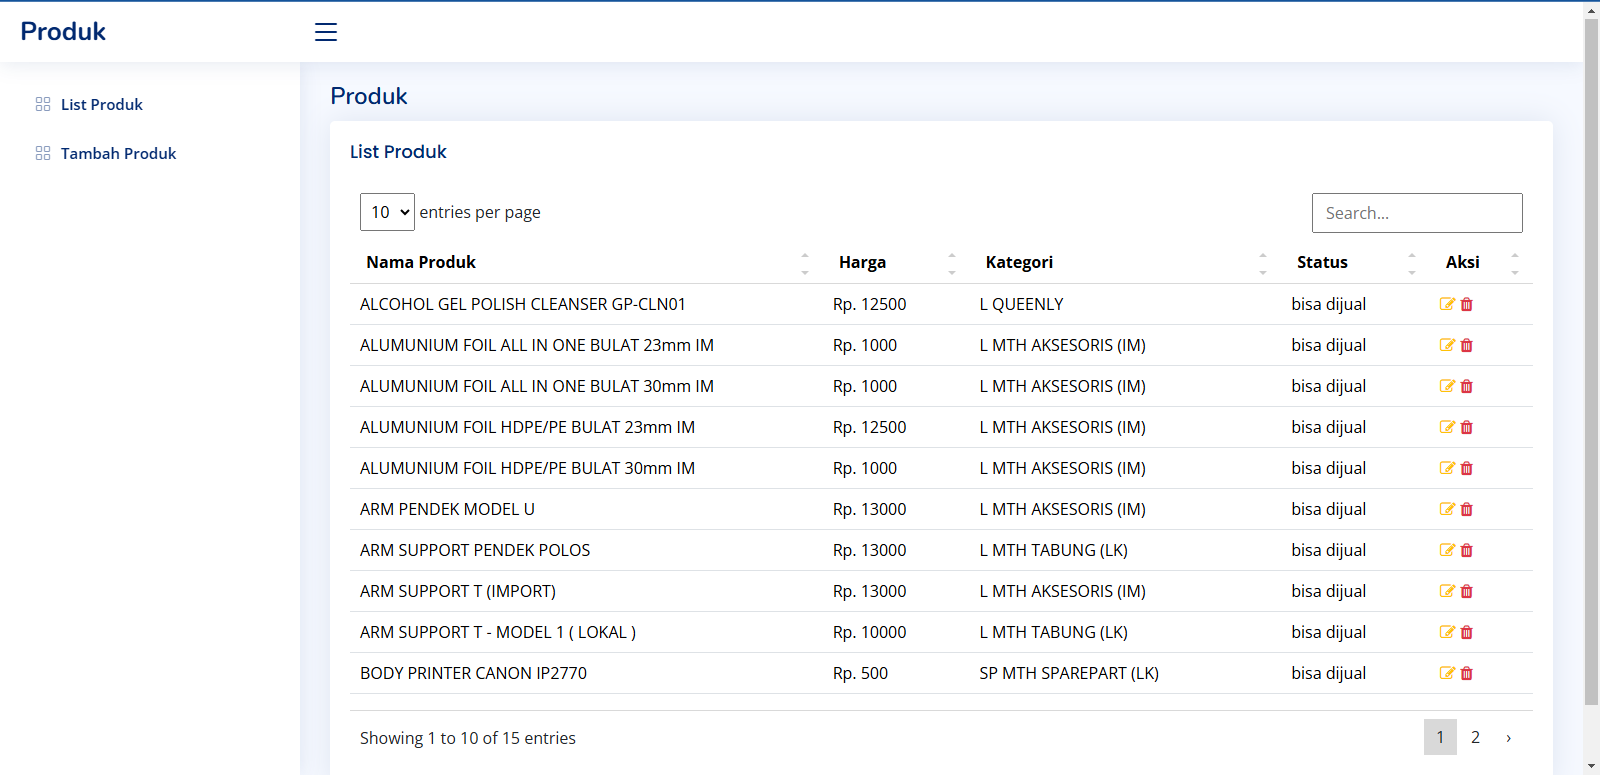 Produk
List Produk
Tambah Produk
Produk
List Produk
10 entries per page
Search...
Nama Produk Harga Kategori Status Aksi
ALCOHOL GEL POLISH CLEANSER GP-CLN01 Rp. 12500 L QUEENLY bisa dijual
ALUMUNIUM FOIL ALL IN ONE BULAT 23mm IM Rp. 1000 L MTH AKSESORIS (IM) bisa dijual
ALUMUNIUM FOIL ALL IN ONE BULAT 30mm IM Rp. 1000 L MTH AKSESORIS (IM) bisa dijual
ALUMUNIUM FOIL HDPE/PE BULAT 23mm IM Rp. 12500 L MTH AKSESORIS (IM) bisa dijual
ALUMUNIUM FOIL HDPE/PE BULAT 30mm IM Rp. 1000 L MTH AKSESORIS (IM) bisa dijual
ARM PENDEK MODEL U Rp. 13000 L MTH AKSESORIS (IM) bisa dijual
ARM SUPPORT PENDEK POLOS Rp. 13000 L MTH TABUNG (LK) bisa dijual
ARM SUPPORT T (IMPORT) Rp. 13000 L MTH AKSESORIS (IM) bisa dijual
ARM SUPPORT T - MODEL 1 ( LOKAL ) Rp. 10000 L MTH TABUNG (LK) bisa dijual
BODY PRINTER CANON IP2770 Rp. 500 SP MTH SPAREPART (LK) bisa dijual
Showing 1 to 10 of 15 entries
1 2 ›